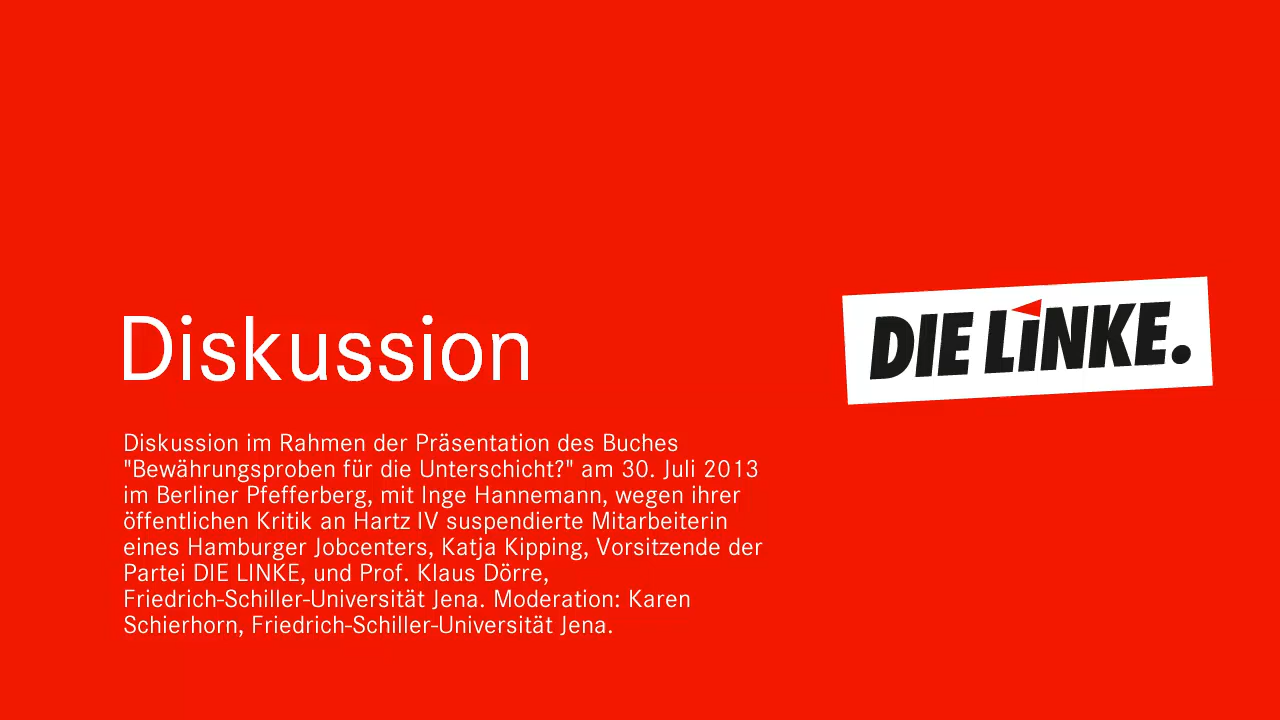 Diskussion
DIE LINKE.
Diskussion im Rahmen der Präsentation des Buches
"Bewährungsproben für die Unterschicht?" am 30. Juli 2013
im Berliner Pfefferberg, mit Inge Hannemann, wegen ihrer
öffentlichen Kritik an Hartz IV suspendierte Mitarbeiterin
eines Hamburger Jobcenters, Katja Kipping, Vorsitzende der
Partei DIE LINKE, und Prof. Klaus Dörre,
Friedrich-Schiller-Universität Jena. Moderation: Karen
Schierhorn, Friedrich-Schiller-Universität Jena.